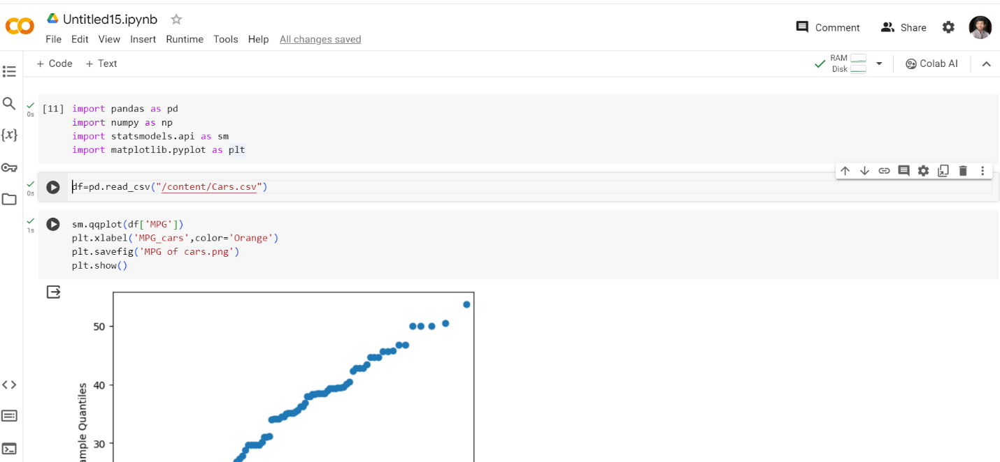 Untitled15.ipynb
File Edit View Insert Runtime Tools Help All changes saved
Comment Share
+ Code + Text
RAM
Disk
Colab AI
0s
[11] import pandas as pd
import numpy as np
import statsmodels.api as sm
import matplotlib.pyplot as plt
0s
df=pd.read_csv("/content/Cars.csv")
1s
sm.qqplot(df['MPG'])
plt.xlabel('MPG_cars',color='Orange')
plt.savefig('MPG of cars.png')
plt.show()
50
40
30
Quantiles